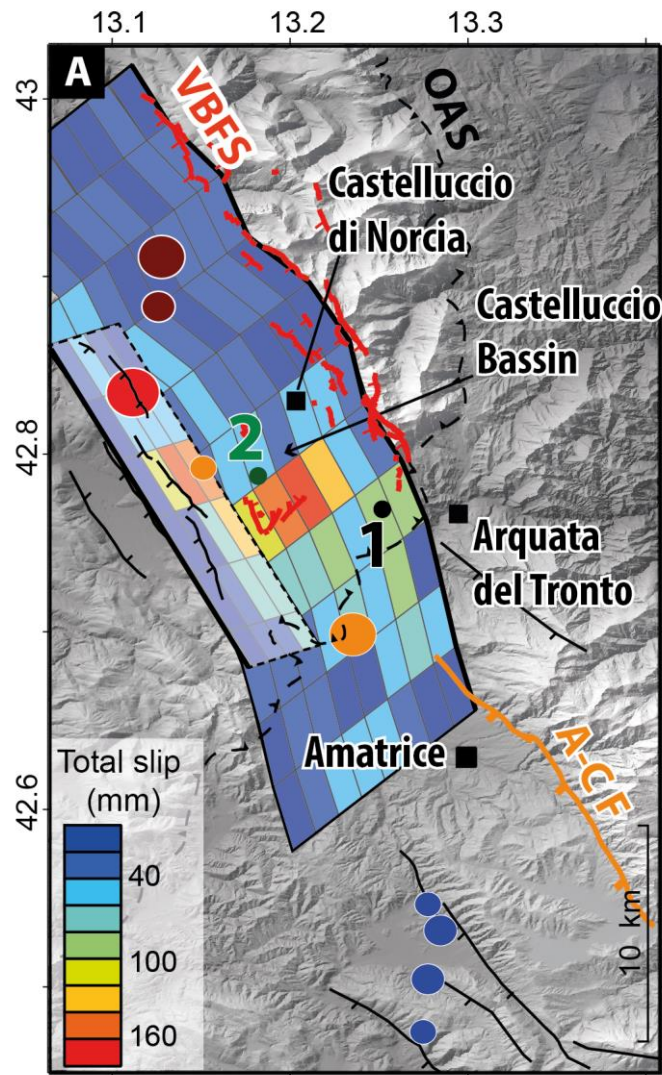 13.1 13.2 13.3
A
43
VBFS
OAS
Castelluccio
di Norcia
Castelluccio
Bassin
2
42.8
1
Arquata
del Tronto
Amatrice
A-CF
42.6
Total slip
(mm)
40
100
160
10 km